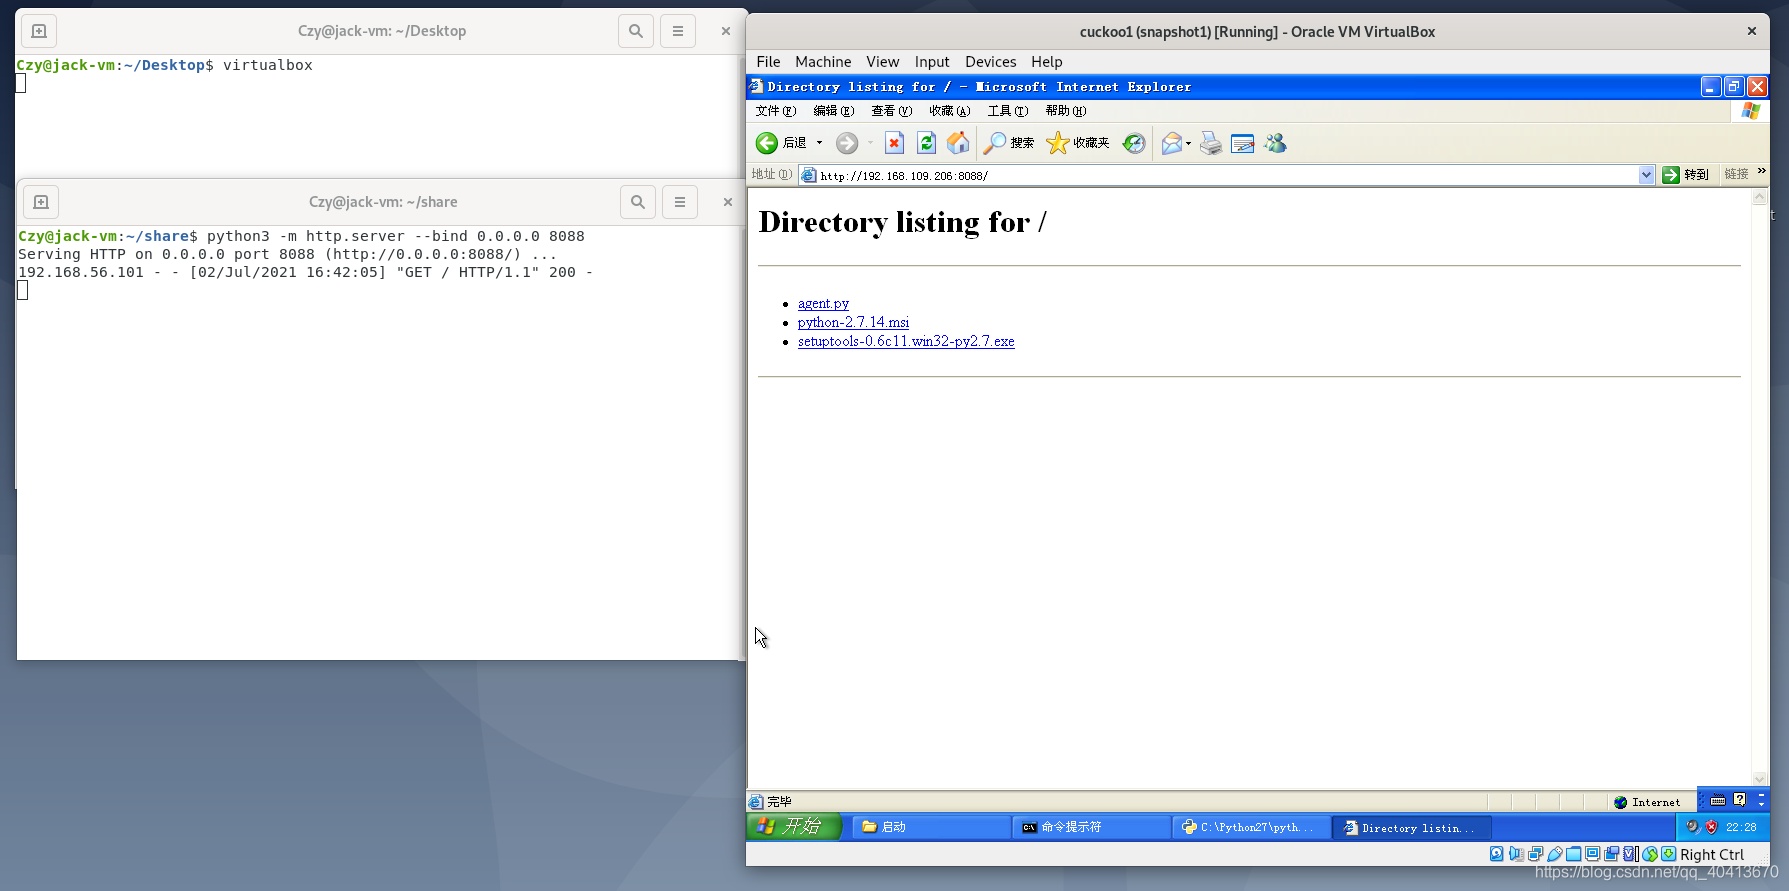 Czy@jack-vm: ~/Desktop
Czy@jack-vm:~/Desktop$ virtualbox
Czy@jack-vm: ~/share
Czy@jack-vm:~/share$ python3 -m http.server --bind 0.0.0.0 8088
Serving HTTP on 0.0.0.0 port 8088 (http://0.0.0.0:8088/) ...
192.168.56.101 - - [02/Jul/2021 16:42:05] "GET / HTTP/1.1" 200 -
cuckoo1 (snapshot1) [Running] - Oracle VM VirtualBox
File Machine View Input Devices Help
Directory listing for / - Microsoft Internet Explorer
文件(F) 编辑(E) 查看(V) 收藏(A) 工具(T) 帮助(H)
后退 搜索 收藏夹
地址(D) http://192.168.109.206:8088/ 转到 链接 »
Directory listing for /
agent.py
python-2.7.14.msi
setuptools-0.6c11.win32-py2.7.exe
完毕 Internet
开始 启动 命令提示符 C:\Python27\pyth... Directory listin... 22:28
Right Ctrl
https://blog.csdn.net/qq_40413670